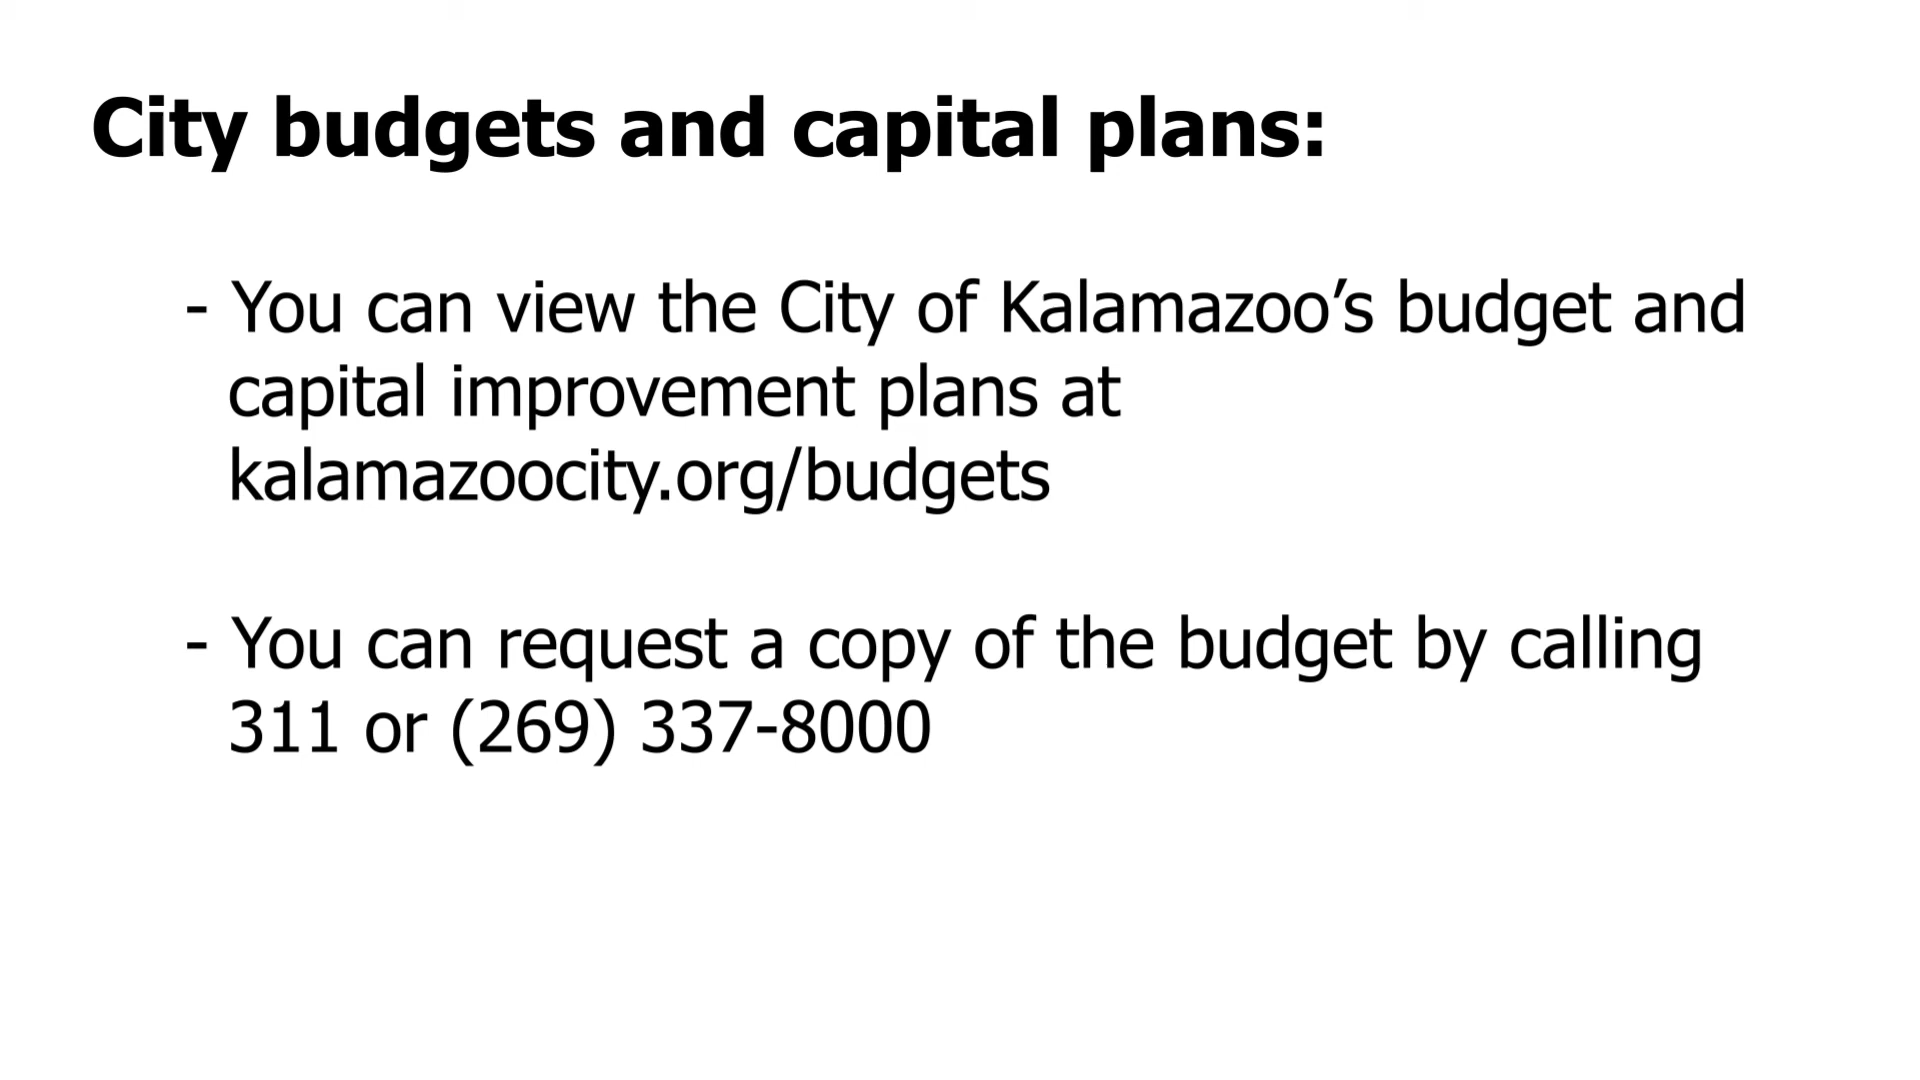 City budgets and capital plans:
- You can view the City of Kalamazoo’s budget and
capital improvement plans at
kalamazoocity.org/budgets
- You can request a copy of the budget by calling
311 or (269) 337-8000